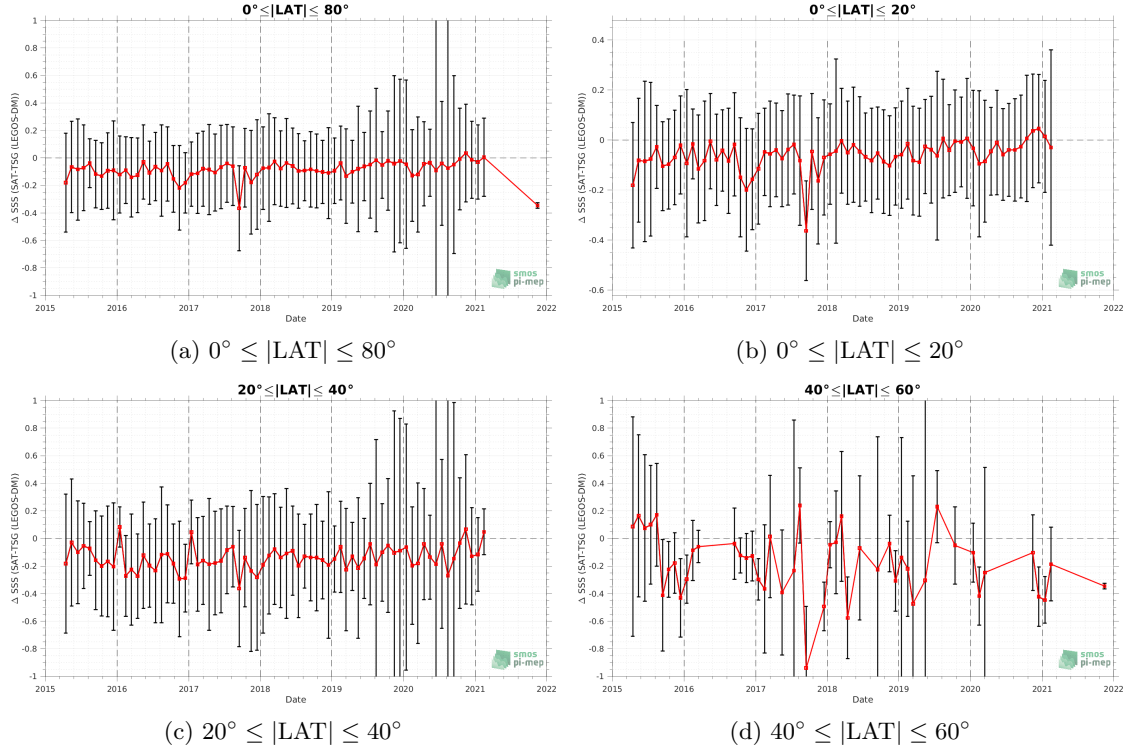 0°≤|LAT|≤ 80°
Δ SSS (SAT-TSG (LEGOS-DM))
1
0.8
0.6
0.4
0.2
0
-0.2
-0.4
-0.6
-0.8
-1
2015 2016 2017 2018 2019 2020 2021 2022
Date
smos
pi-mep
(a) 0° ≤ |LAT| ≤ 80°
0°≤|LAT|≤ 20°
Δ SSS (SAT-TSG (LEGOS-DM))
0.4
0.2
0
-0.2
-0.4
-0.6
2015 2016 2017 2018 2019 2020 2021 2022
Date
smos
pi-mep
(b) 0° ≤ |LAT| ≤ 20°
20°≤|LAT|≤ 40°
Δ SSS (SAT-TSG (LEGOS-DM))
1
0.8
0.6
0.4
0.2
0
-0.2
-0.4
-0.6
-0.8
-1
2015 2016 2017 2018 2019 2020 2021 2022
Date
smos
pi-mep
(c) 20° ≤ |LAT| ≤ 40°
40°≤|LAT|≤ 60°
Δ SSS (SAT-TSG (LEGOS-DM))
1
0.8
0.6
0.4
0.2
0
-0.2
-0.4
-0.6
-0.8
-1
2015 2016 2017 2018 2019 2020 2021 2022
Date
smos
pi-mep
(d) 40° ≤ |LAT| ≤ 60°